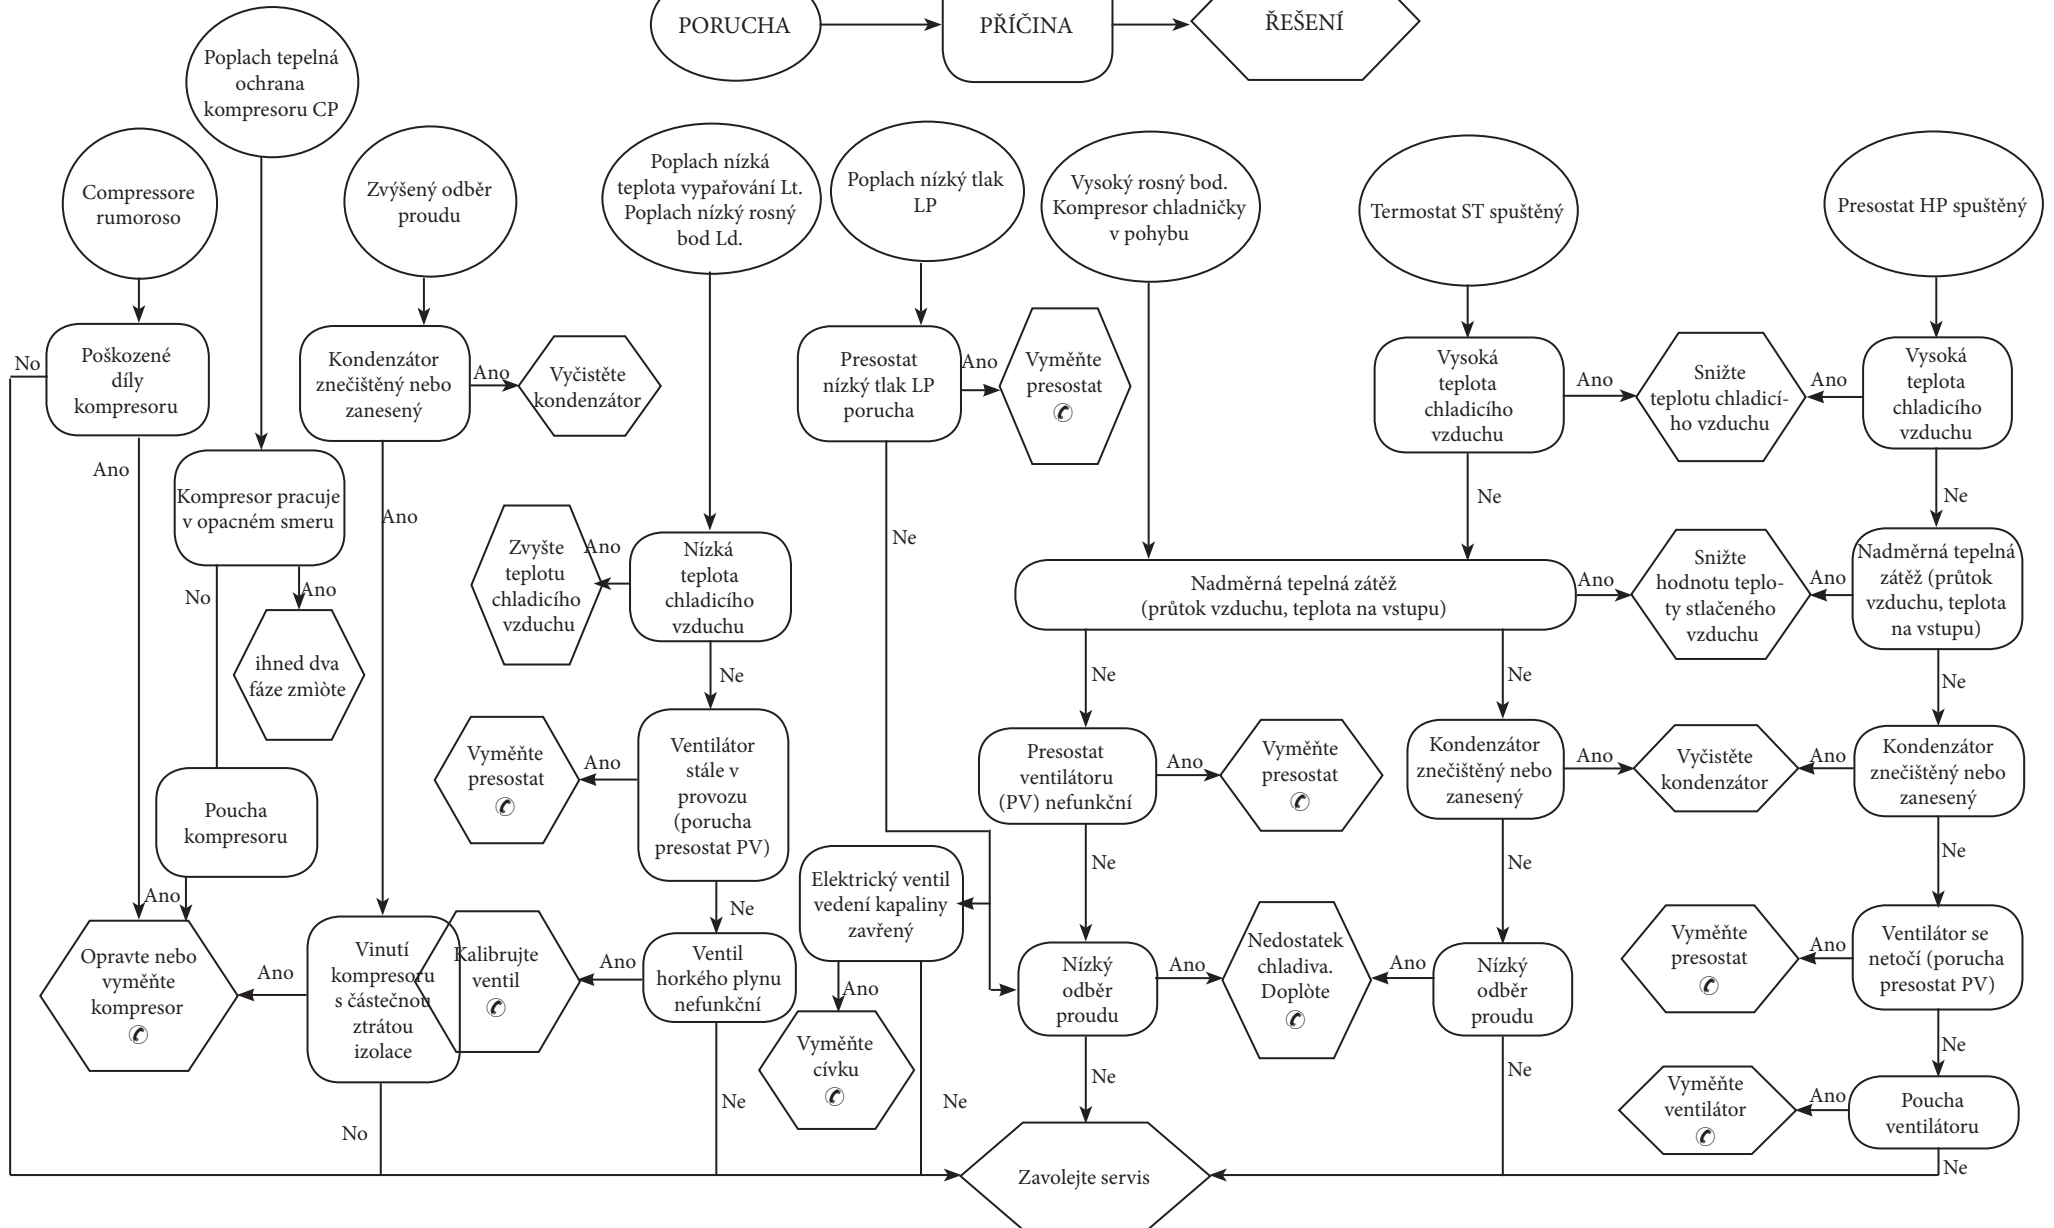 PORUCHA
PŘÍČINA
ŘEŠENÍ
Poplach tepelná
ochrana
kompresoru CP
Compressore
rumoroso
Zvýšený odběr
proudu
Poplach nízká
teplota vypařování Lt.
Poplach nízký rosný
bod Ld.
Poplach nízký tlak
LP
Vysoký rosný bod.
Kompresor chladničky
v pohybu
Termostat ST spuštěný
Presostat HP spuštěný
No
Poškozené
díly
kompresoru
Ano
Kondenzátor
znečištěný nebo
zanesený
Ano
Vyčistěte
kondenzátor
Ano
Presostat
nízký tlak LP
porucha
Ano
Vyměňte
presostat
✆
Ne
Vysoká
teplota
chladicího
vzduchu
Ano
Snižte
teplotu chladicí-
ho vzduchu
Ano
Vysoká
teplota
chladicího
vzduchu
Ne
Ne
Kompresor pracuje
v opacném smeru
No
Ano
ihned dva
fáze zmìòte
Zvyšte
teplotu
chladicího
vzduchu
Ano
Nízká
teplota
chladicího
vzduchu
Ne
Nadměrná tepelná zátěž
(průtok vzduchu, teplota na vstupu)
Ano
Snižte
hodnotu teplo-
ty stlačeného
vzduchu
Ano
Nadměrná tepelná
zátěž (průtok
vzduchu, teplota
na vstupu)
Ne
Ne
Ne
Poucha
kompresoru
Ano
Vyměňte
presostat
✆
Ano
Ventilátor
stále v
provozu
(porucha
presostat PV)
Ne
Presostat
ventilátoru
(PV) nefunkční
Ano
Vyměňte
presostat
✆
Ne
Kondenzátor
znečištěný nebo
zanesený
Ano
Vyčistěte
kondenzátor
Ano
Kondenzátor
znečištěný nebo
zanesený
Ne
Ne
Opravte nebo
vyměňte
kompresor
✆
Ano
Vinutí
kompresoru
s částečnou
ztrátou
izolace
No
Kalibrujte
ventil
✆
Ano
Ventil
horkého plynu
nefunkční
Ne
Elektrický ventil
vedení kapaliny
zavřený
Ano
Vyměňte
cívku
✆
Ne
Nízký
odběr
proudu
Ano
Nedostatek
chladiva.
Doplòte
✆
Ano
Nízký
odběr
proudu
Ne
Ne
Vyměňte
presostat
✆
Ano
Ventilátor se
netočí (porucha
presostat PV)
Ne
Vyměňte
ventilátor
✆
Ano
Poucha
ventilátoru
Ne
Zavolejte servis